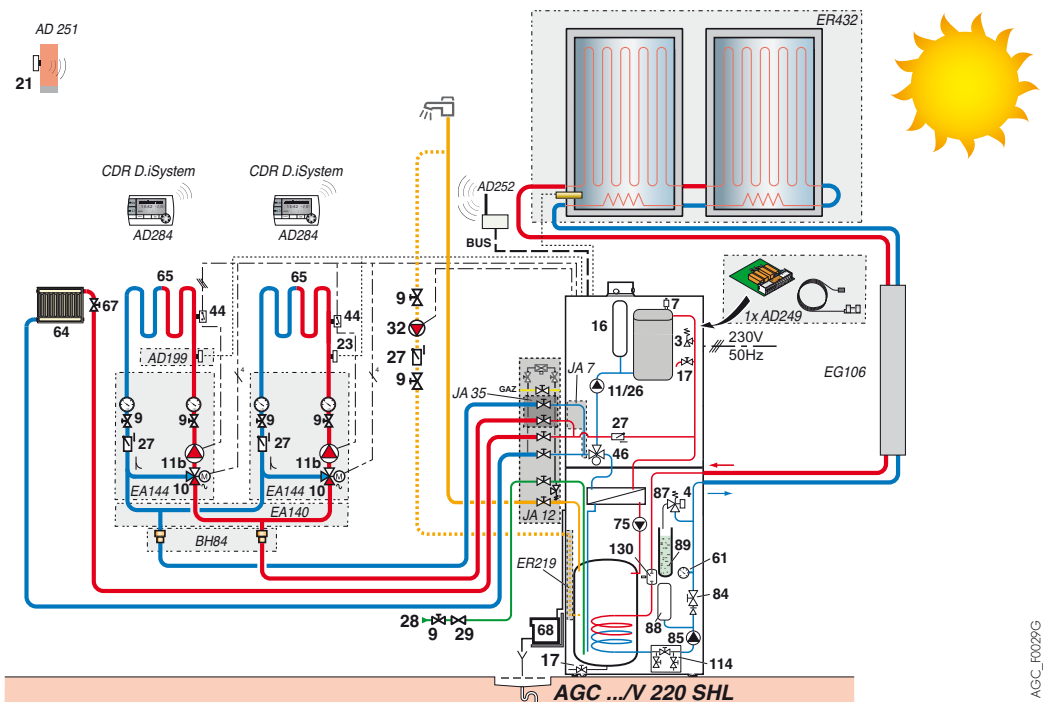 AD 251
21
ER432
CDR D.iSystem
AD284
CDR D.iSystem
AD284
AD252
BUS
65
65
67
64
44
44
23
AD199
9
32
27
9
16
7
3
17
11/26
1x AD249
230V
50Hz
EG106
GAZ
JA 35
JA 7
27
46
9
9
9
9
27
27
11b
11b
10
10
M
M
4
4
EA144
EA144
EA140
BH84
JA 12
ER219
75
87
4
130
89
61
84
88
85
114
28
9
29
68
17
AGC .../V 220 SHL
AGC_F0029G